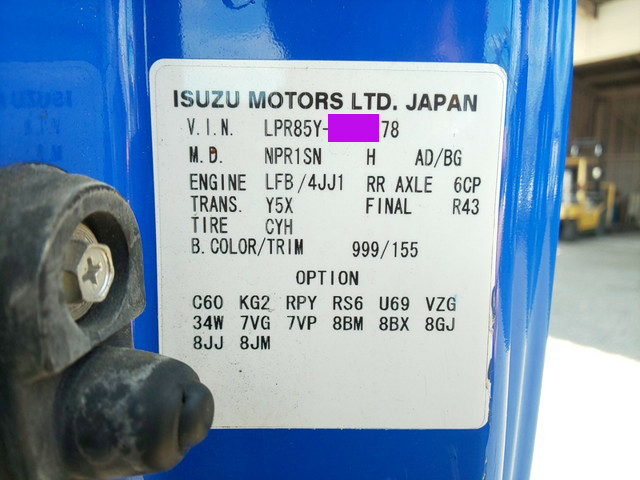 ISUZU MOTORS LTD. JAPAN
V.I.N. LPR85Y- 78
M.D. NPR1SN H AD/BG
ENGINE LFB/4JJ1 RR AXLE 6CP
TRANS. Y5X FINAL R43
TIRE CYH
B.COLOR/TRIM 999/155
OPTION
C60 KG2 RPY RS6 U69 VZG
34W 7VG 7VP 8BM 8BX 8GJ
8JJ 8JM